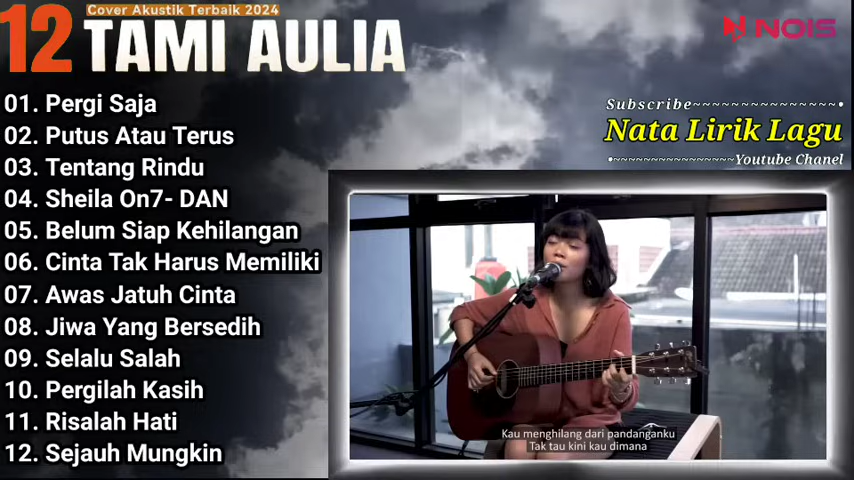 Cover Akustik Terbaik 2024
12 TAMI AULIA
NOIS
01. Pergi Saja
02. Putus Atau Terus
03. Tentang Rindu
04. Sheila On7- DAN
05. Belum Siap Kehilangan
06. Cinta Tak Harus Memiliki
07. Awas Jatuh Cinta
08. Jiwa Yang Bersedih
09. Selalu Salah
10. Pergilah Kasih
11. Risalah Hati
12. Sejauh Mungkin
Subscribe~~~~~~~~~~~~~~~•
Nata Lirik Lagu
•~~~~~~~~~~~~~~~~Youtube Chanel
Kau menghilang dari pandanganku
Tak tau kini kau dimana